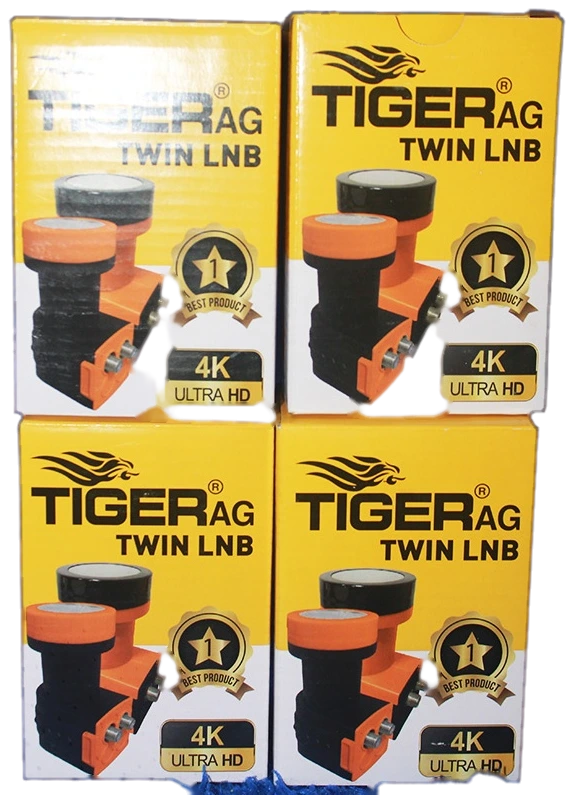 TIGER® AG
TWIN LNB
1
BEST PRODUCT
4K
ULTRA HD
TIGER® AG
TWIN LNB
1
BEST PRODUCT
4K
ULTRA HD
TIGER® AG
TWIN LNB
1
BEST PRODUCT
4K
ULTRA HD
TIGER® AG
TWIN LNB
1
BEST PRODUCT
4K
ULTRA HD